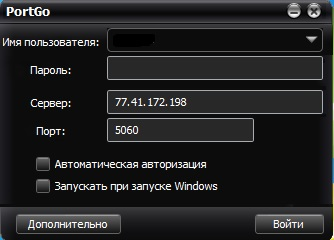 PortGo
Имя пользователя:
Пароль:
Сервер: 77.41.172.198
Порт: 5060
Автоматическая авторизация
Запускать при запуске Windows
Дополнительно Войти